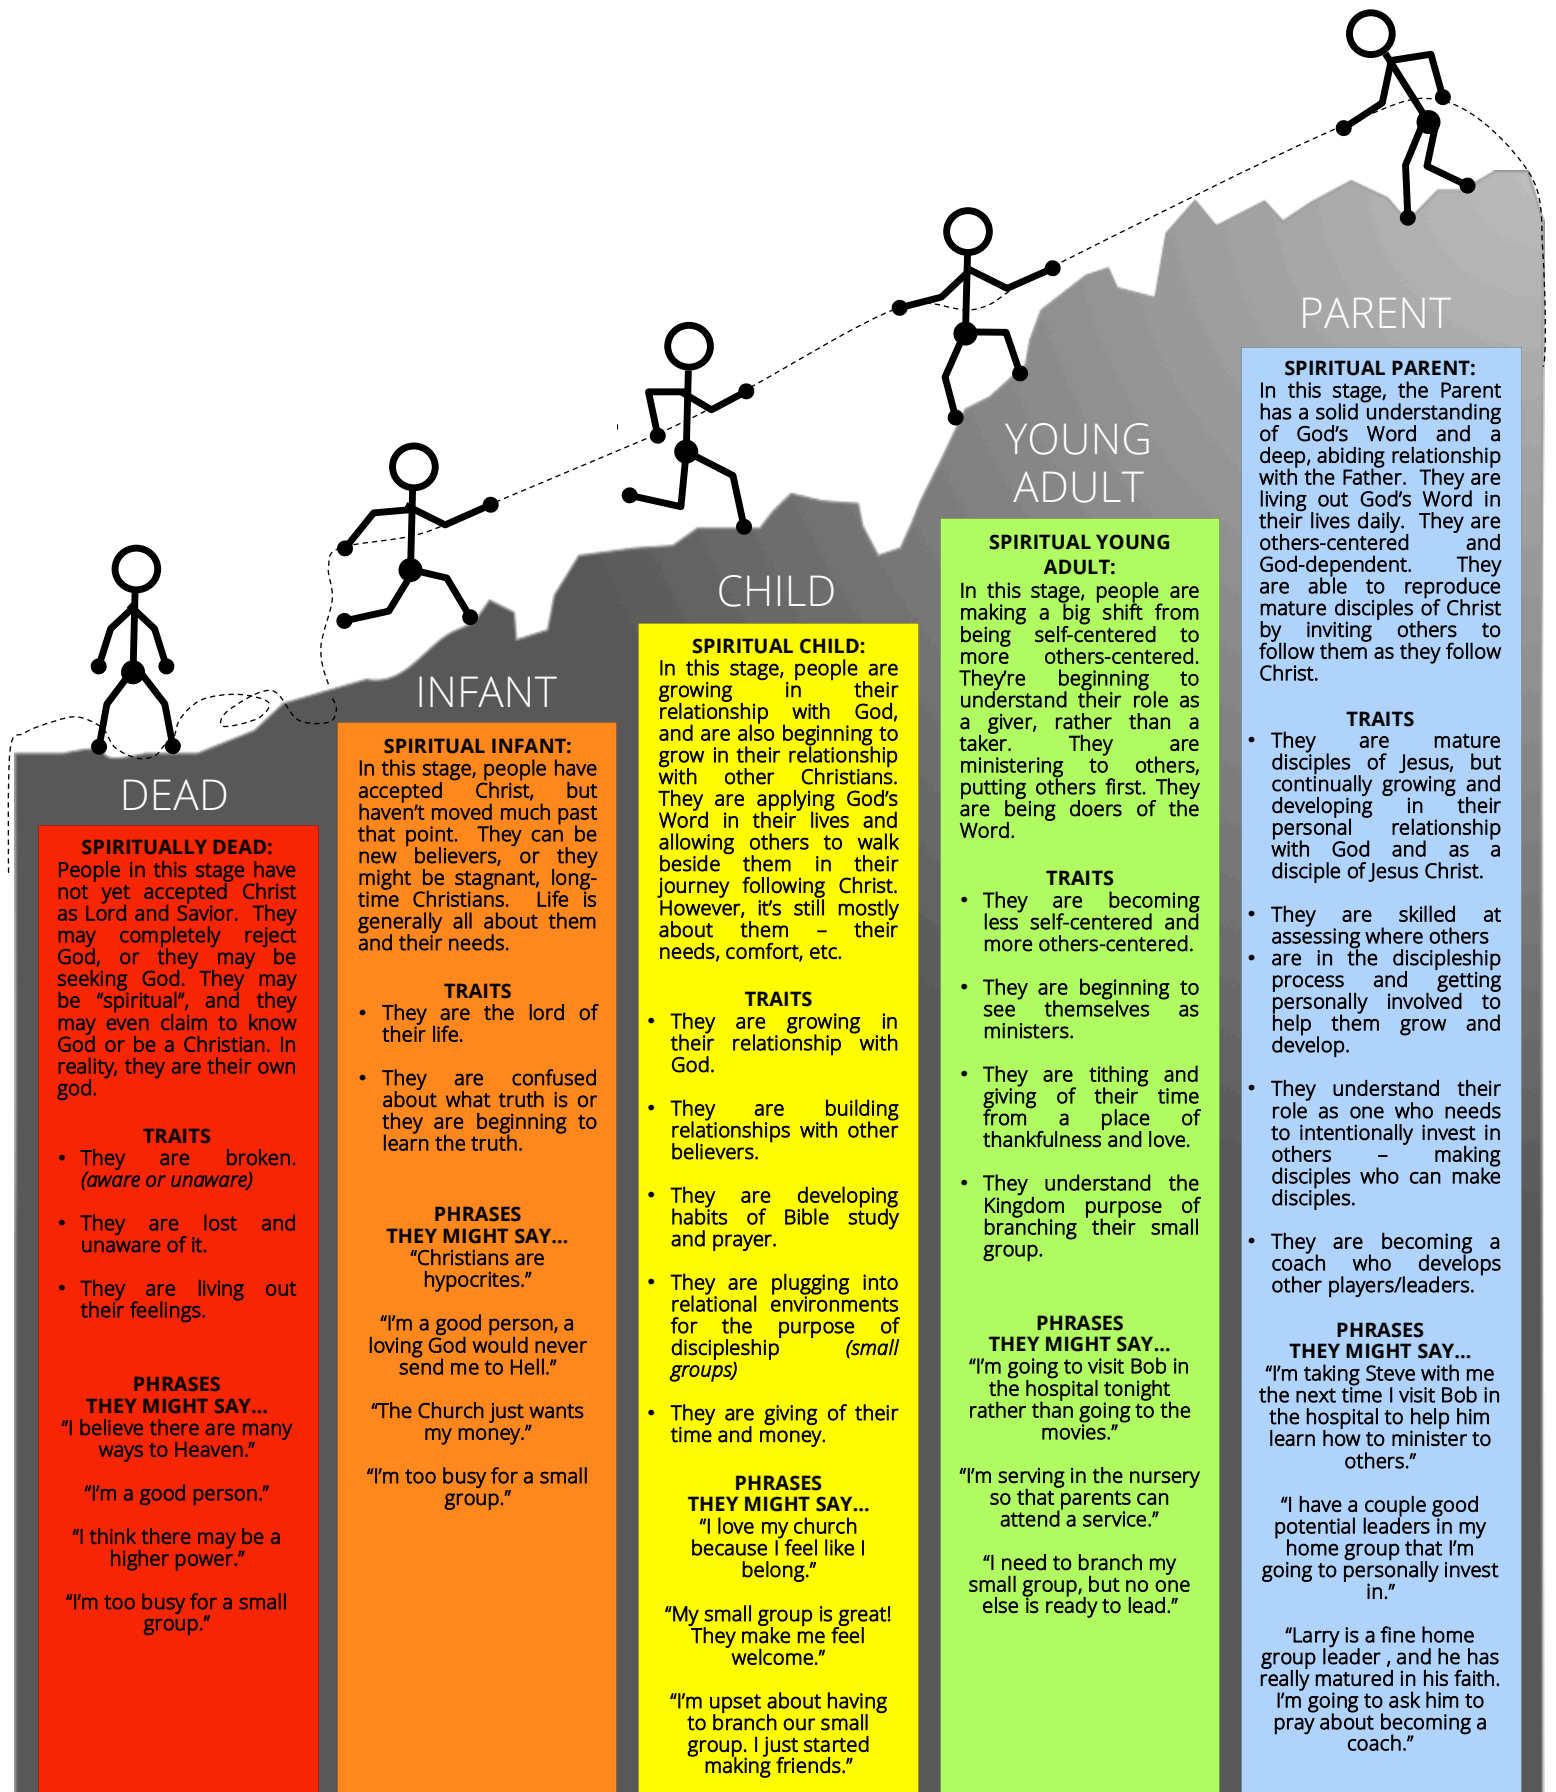 DEAD
SPIRITUALLY DEAD:
People in this stage have
not yet accepted Christ
as Lord and Savior. They
may completely reject
God, or they may be
seeking God. They may
be “spiritual”, and they
may even claim to know
God or be a Christian. In
reality, they are their own
god.
TRAITS
• They are broken.
(aware or unaware)
• They are lost and
unaware of it.
• They are living out
their feelings.
PHRASES
THEY MIGHT SAY…
“I believe there are many
ways to Heaven.”
“I’m a good person.”
“I think there may be a
higher power.”
“I’m too busy for a small
group.”
INFANT
SPIRITUAL INFANT:
In this stage, people have
accepted Christ, but
haven’t moved much past
that point. They can be
new believers, or they
might be stagnant, long-
time Christians. Life is
generally all about them
and their needs.
TRAITS
• They are the lord of
their life.
• They are confused
about what truth is or
they are beginning to
learn the truth.
PHRASES
THEY MIGHT SAY…
“Christians are
hypocrites.”
“I’m a good person, a
loving God would never
send me to Hell.”
“The Church just wants
my money.”
“I’m too busy for a small
group.”
CHILD
SPIRITUAL CHILD:
In this stage, people are
growing in their
relationship with God,
and are also beginning to
grow in their relationship
with other Christians.
They are applying God’s
Word in their lives and
allowing others to walk
beside them in their
journey following Christ.
However, it’s still mostly
about them – their
needs, comfort, etc.
TRAITS
• They are growing in
their relationship with
God.
• They are building
relationships with other
believers.
• They are developing
habits of Bible study
and prayer.
• They are plugging into
relational environments
for the purpose of
discipleship (small
groups)
• They are giving of their
time and money.
PHRASES
THEY MIGHT SAY…
“I love my church
because I feel like I
belong.”
“My small group is great!
They make me feel
welcome.”
“I’m upset about having
to branch our small
group. I just started
making friends.”
YOUNG
ADULT
SPIRITUAL YOUNG
ADULT:
In this stage, people are
making a big shift from
being self-centered to
more others-centered.
They’re beginning to
understand their role as
a giver, rather than a
taker. They are
ministering to others,
putting others first. They
are being doers of the
Word.
TRAITS
• They are becoming
less self-centered and
more others-centered.
• They are beginning to
see themselves as
ministers.
• They are tithing and
giving of their time
from a place of
thankfulness and love.
• They understand the
Kingdom purpose of
branching their small
group.
PHRASES
THEY MIGHT SAY…
“I’m going to visit Bob in
the hospital tonight
rather than going to the
movies.”
“I’m serving in the nursery
so that parents can
attend a service.”
“I need to branch my
small group, but no one
else is ready to lead.”
PARENT
SPIRITUAL PARENT:
In this stage, the Parent
has a solid understanding
of God’s Word and a
deep, abiding relationship
with the Father. They are
living out God’s Word in
their lives daily. They are
others-centered and
God-dependent. They
are able to reproduce
mature disciples of Christ
by inviting others to
follow them as they follow
Christ.
TRAITS
• They are mature
disciples of Jesus, but
continually growing and
developing in their
personal relationship
with God and as a
disciple of Jesus Christ.
• They are skilled at
assessing where others
• are in the discipleship
process and getting
personally involved to
help them grow and
develop.
• They understand their
role as one who needs
to intentionally invest in
others – making
disciples who can make
disciples.
• They are becoming a
coach who develops
other players/leaders.
PHRASES
THEY MIGHT SAY…
“I’m taking Steve with me
the next time I visit Bob in
the hospital to help him
learn how to minister to
others.”
“I have a couple good
potential leaders in my
home group that I’m
going to personally invest
in.”
“Larry is a fine home
group leader , and he has
really matured in his faith.
I’m going to ask him to
pray about becoming a
coach.”